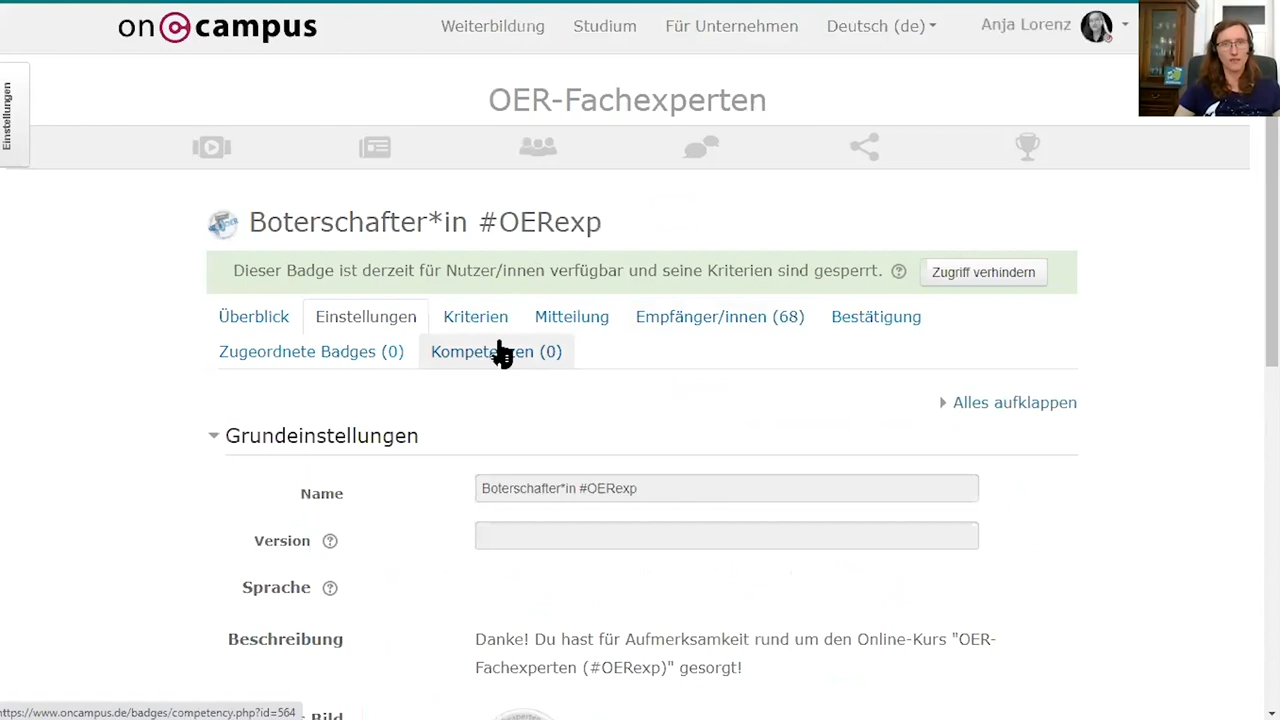 on campus
Weiterbildung Studium Für Unternehmen Deutsch (de) Anja Lorenz
Einstellungen
OER-Fachexperten
Boterschafter*in #OERexp
Dieser Badge ist derzeit für Nutzer/innen verfügbar und seine Kriterien sind gesperrt. Zugriff verhindern
Überblick Einstellungen Kriterien Mitteilung Empfänger/innen (68) Bestätigung
Zugeordnete Badges (0) Kompetenzen (0)
Alles aufklappen
Grundeinstellungen
Name Boterschafter*in #OERexp
Version
Sprache
Beschreibung Danke! Du hast für Aufmerksamkeit rund um den Online-Kurs "OER-
Fachexperten (#OERexp)" gesorgt!
https://www.oncampus.de/badges/competency.php?id=564 Bild